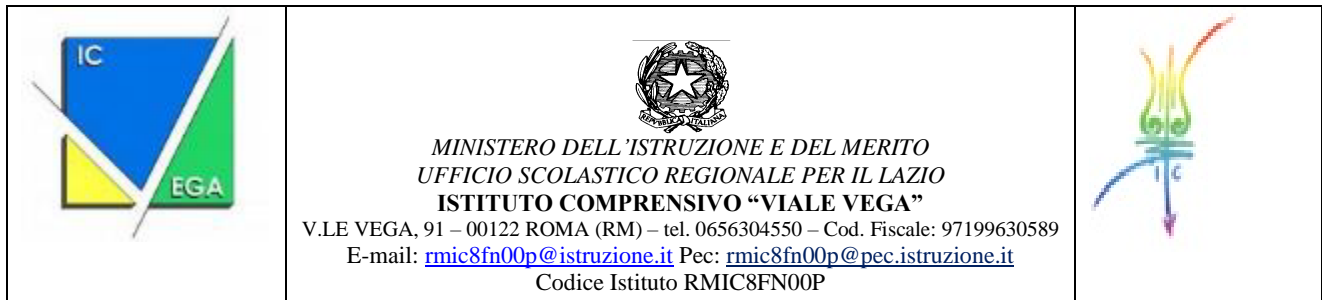 IC
EGA
REPVBBLICA ITALIANA
MINISTERO DELL’ISTRUZIONE E DEL MERITO
UFFICIO SCOLASTICO REGIONALE PER IL LAZIO
ISTITUTO COMPRENSIVO “VIALE VEGA”
V.LE VEGA, 91 – 00122 ROMA (RM) – tel. 0656304550 – Cod. Fiscale: 97199630589
E-mail: rmic8fn00p@istruzione.it Pec: rmic8fn00p@pec.istruzione.it
Codice Istituto RMIC8FN00P
I C